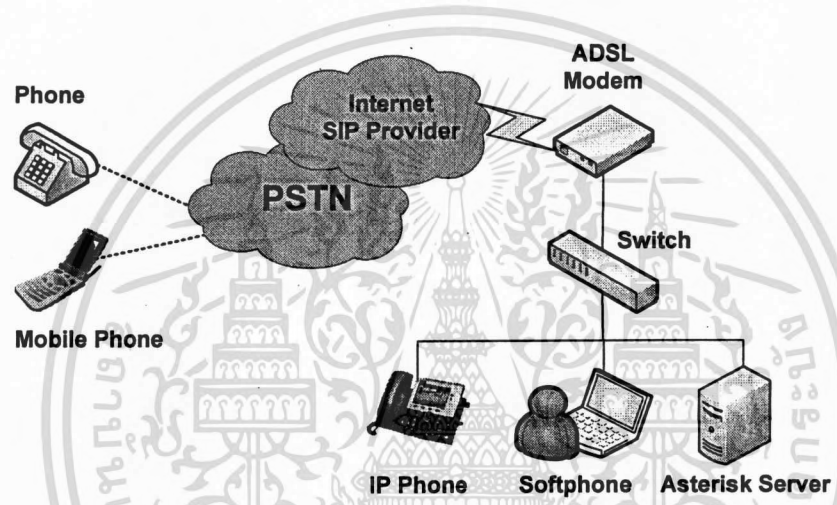 Phone
ADSL
Modem
Internet
SIP Provider
PSTN
Switch
Mobile Phone
IP Phone
Softphone
Asterisk Server